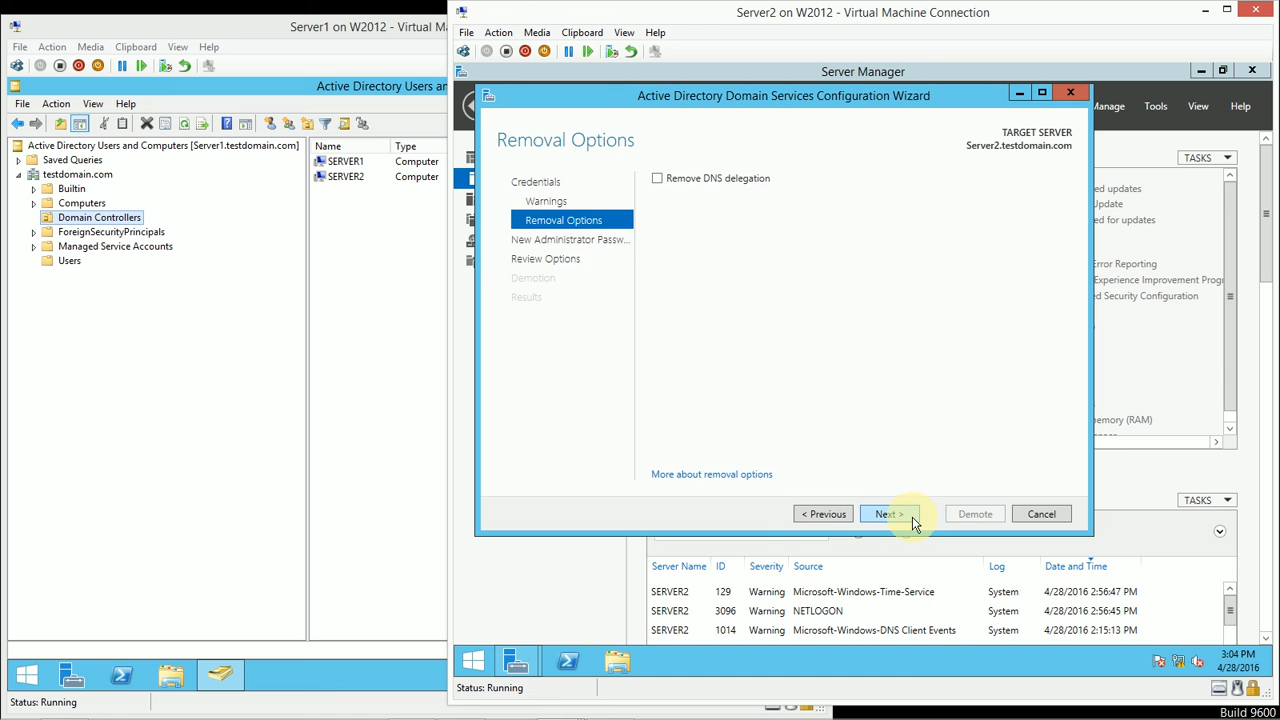 Server1 on W2012 - Virtual M
File Action Media Clipboard View Help
Active Directory Users an
File Action View Help
Active Directory Users and Computers [Server1.testdomain.com]
Saved Queries
testdomain.com
Builtin
Computers
Domain Controllers
ForeignSecurityPrincipals
Managed Service Accounts
Users
Name Type
SERVER1 Computer
SERVER2 Computer
Status: Running
Server2 on W2012 - Virtual Machine Connection
File Action Media Clipboard View Help
Server Manager
Manage Tools View Help
Active Directory Domain Services Configuration Wizard
Removal Options
TARGET SERVER
Server2.testdomain.com
Credentials
Warnings
Removal Options
New Administrator Passw...
Review Options
Demotion
Results
Remove DNS delegation
More about removal options
< Previous Next > Demote Cancel
TASKS
ed updates
Update
ed for updates
Error Reporting
Experience Improvement Progr
ed Security Configuration
emory (RAM)
TASKS
Server Name ID Severity Source Log Date and Time
SERVER2 129 Warning Microsoft-Windows-Time-Service System 4/28/2016 2:56:47 PM
SERVER2 3096 Warning NETLOGON System 4/28/2016 2:56:45 PM
SERVER2 1014 Warning Microsoft-Windows-DNS Client Events System 4/28/2016 2:15:13 PM
3:04 PM
4/28/2016
Status: Running
Build 9600